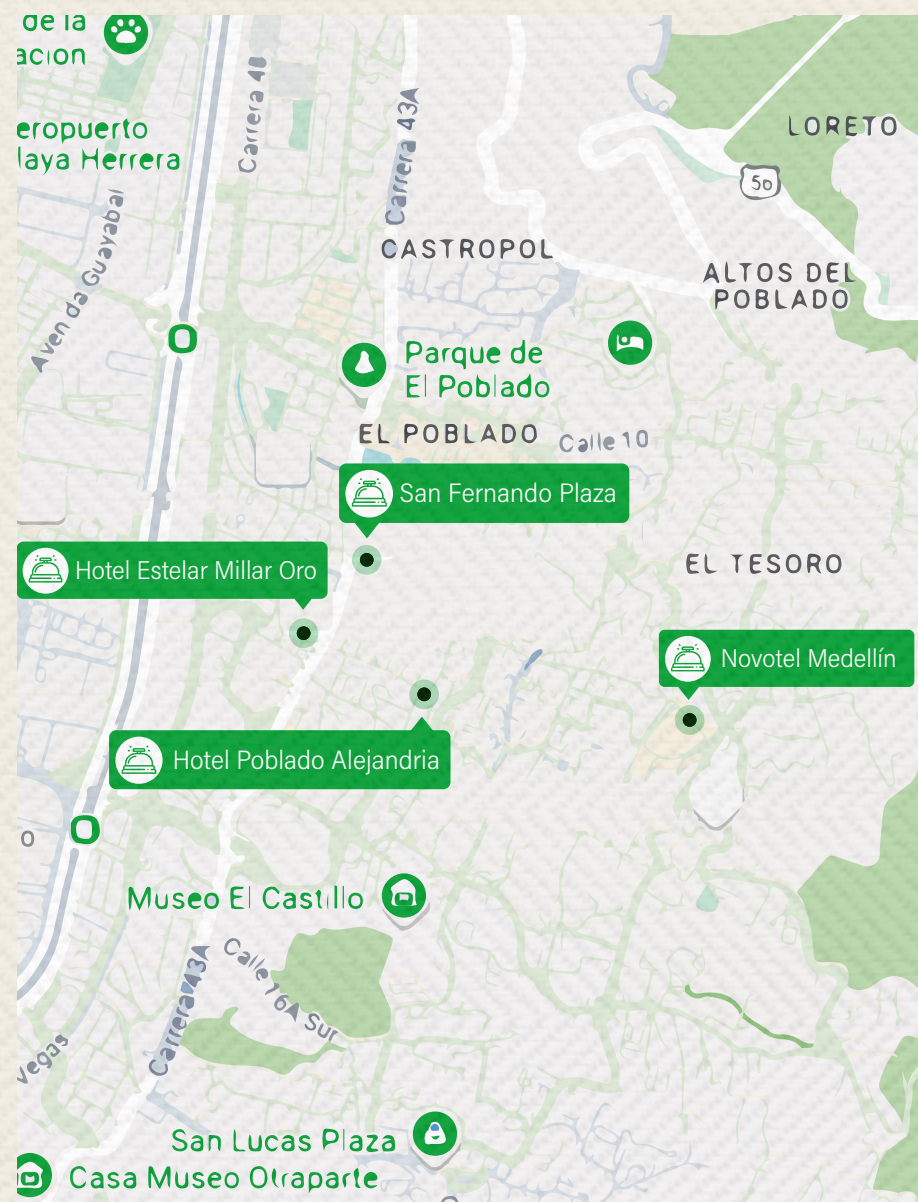 de la
acion
Carrera 48
Carrera 43A
LORETO
eropuerto
laya Herrera
50
Aven da Guayabal
CASTROPOL
ALTOS DEL
POBLADO
Parque de
El Poblado
EL POBLADO
Calle 10
San Fernando Plaza
Hotel Estelar Millar Oro
EL TESORO
Novotel Medellín
Hotel Poblado Alejandria
o
Museo El Castillo
Carrera 43A
Calle 16A Sur
Vegas
San Lucas Plaza
Casa Museo Otraparte